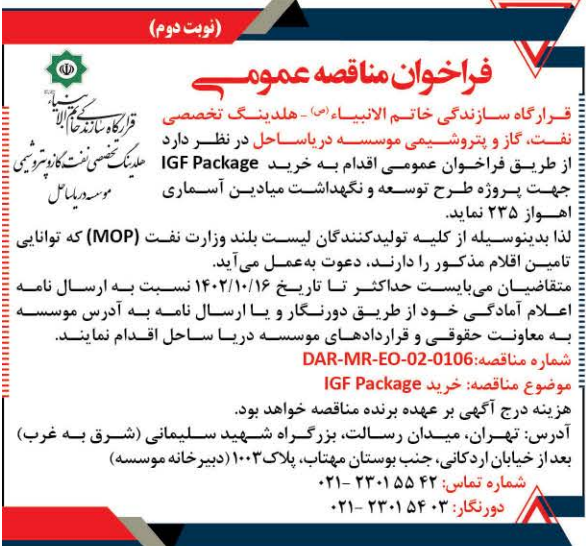 (نوبت دوم)
فراخوان مناقصه عمومی
قرارگاه سازندگی خاتم الانبیاء
قرارگاه سازندگی خاتم الانبیاء (ص) - هلدینگ تخصصی
هلدینگ تخصصی نفت، گاز و پتروشیمی
نفت، گاز و پتروشیمی موسسه دریاساحل در نظر دارد
موسسه دریاساحل
از طریق فراخوان عمومی اقدام به خرید IGF Package
جهت پروژه طرح توسعه و نگهداشت میادین آسماری
اهواز ۲۳۵ نماید.
لذا بدینوسیله از کلیه تولیدکنندگان لیست بلند وزارت نفت (MOP) که توانایی
تامین اقلام مذکور را دارند، دعوت به‌عمل می‌آید.
متقاضیان می‌بایست حداکثر تا تاریخ ۱۴۰۲/۱۰/۱۶ نسبت به ارسال نامه
اعلام آمادگی خود از طریق دورنگار و یا ارسال نامه به آدرس موسسه
به معاونت حقوقی و قراردادهای موسسه دریا ساحل اقدام نمایند.
شماره مناقصه:DAR-MR-EO-02-0106
موضوع مناقصه: خرید IGF Package
هزینه درج آگهی بر عهده برنده مناقصه خواهد بود.
آدرس: تهران، میدان رسالت، بزرگراه شهید سلیمانی (شرق به غرب)
بعد از خیابان اردکانی، جنب بوستان مهتاب، پلاک۱۰۰۳ (دبیرخانه موسسه)
شماره تماس: ۴۲ ۵۵ ۲۳۰۱ -۰۲۱
دورنگار: ۰۳ ۵۴ ۲۳۰۱ -۰۲۱